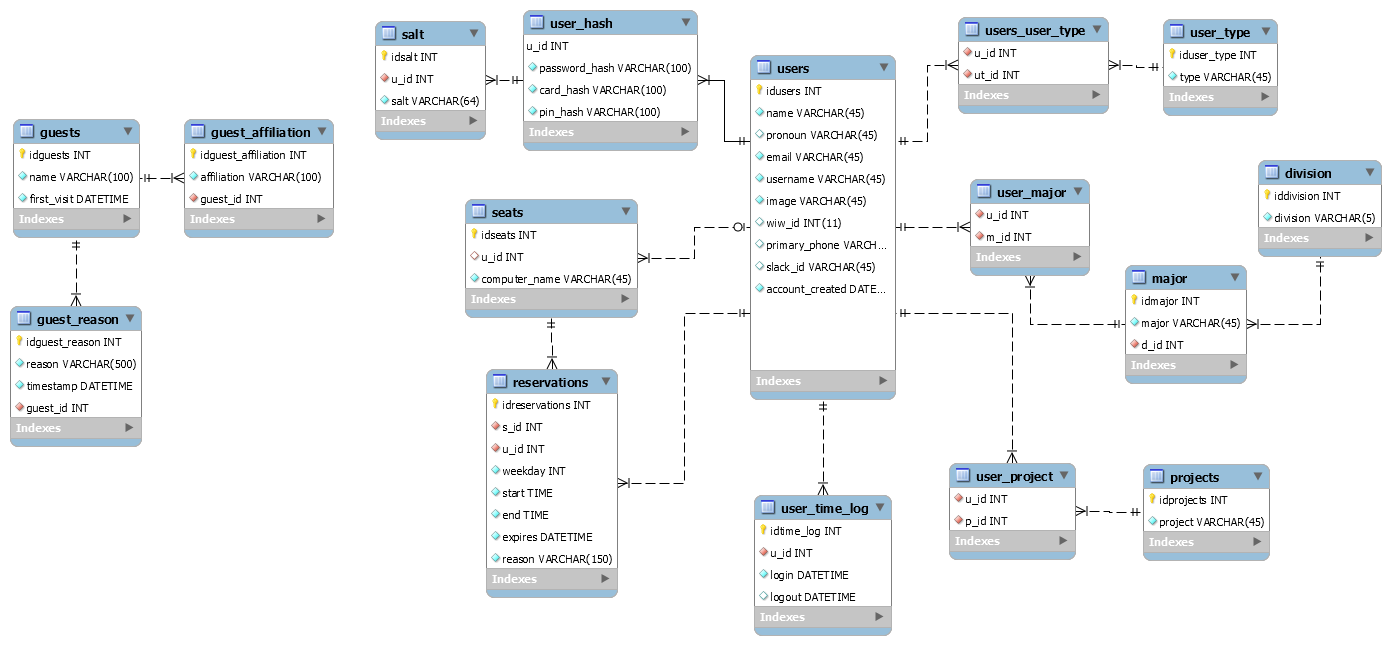 salt
idsalt INT
u_id INT
salt VARCHAR(64)
Indexes
user_hash
u_id INT
password_hash VARCHAR(100)
card_hash VARCHAR(100)
pin_hash VARCHAR(100)
Indexes
users
idusers INT
name VARCHAR(45)
pronoun VARCHAR(45)
email VARCHAR(45)
username VARCHAR(45)
image VARCHAR(45)
wiw_id INT(11)
primary_phone VARCH...
slack_id VARCHAR(45)
account_created DATE...
Indexes
users_user_type
u_id INT
ut_id INT
Indexes
user_type
iduser_type INT
type VARCHAR(45)
Indexes
guests
idguests INT
name VARCHAR(100)
first_visit DATETIME
Indexes
guest_affiliation
idguest_affiliation INT
affiliation VARCHAR(100)
guest_id INT
Indexes
guest_reason
idguest_reason INT
reason VARCHAR(500)
timestamp DATETIME
guest_id INT
Indexes
seats
idseats INT
u_id INT
computer_name VARCHAR(45)
Indexes
reservations
idreservations INT
s_id INT
u_id INT
weekday INT
start TIME
end TIME
expires DATETIME
reason VARCHAR(150)
Indexes
user_major
u_id INT
m_id INT
Indexes
division
iddivision INT
division VARCHAR(5)
Indexes
major
idmajor INT
major VARCHAR(45)
d_id INT
Indexes
user_time_log
idtime_log INT
u_id INT
login DATETIME
logout DATETIME
Indexes
user_project
u_id INT
p_id INT
Indexes
projects
idprojects INT
project VARCHAR(45)
Indexes